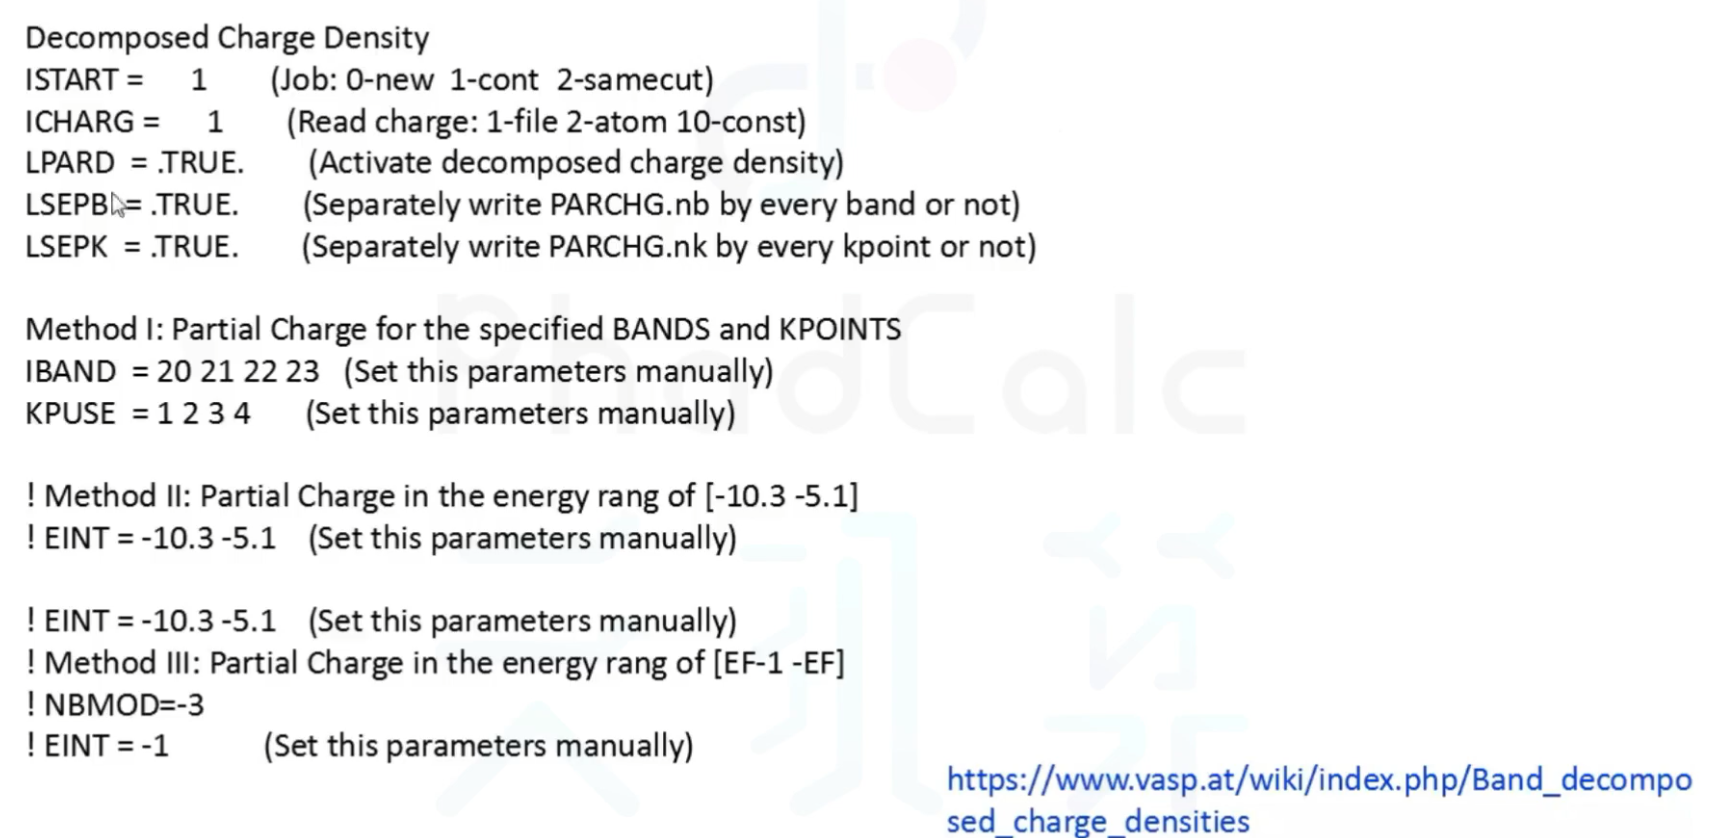 Decomposed Charge Density
ISTART = 1 (Job: 0-new 1-cont 2-samecut)
ICHARG = 1 (Read charge: 1-file 2-atom 10-const)
LPARD = .TRUE. (Activate decomposed charge density)
LSEPB = .TRUE. (Separately write PARCHG.nb by every band or not)
LSEPK = .TRUE. (Separately write PARCHG.nk by every kpoint or not)
Method I: Partial Charge for the specified BANDS and KPOINTS
IBAND = 20 21 22 23 (Set this parameters manually)
KPUSE = 1 2 3 4 (Set this parameters manually)
! Method II: Partial Charge in the energy rang of [-10.3 -5.1]
! EINT = -10.3 -5.1 (Set this parameters manually)
! EINT = -10.3 -5.1 (Set this parameters manually)
! Method III: Partial Charge in the energy rang of [EF-1 -EF]
! NBMOD=-3
! EINT = -1 (Set this parameters manually)
https://www.vasp.at/wiki/index.php/Band_decompo
sed_charge_densities
PhadCalc